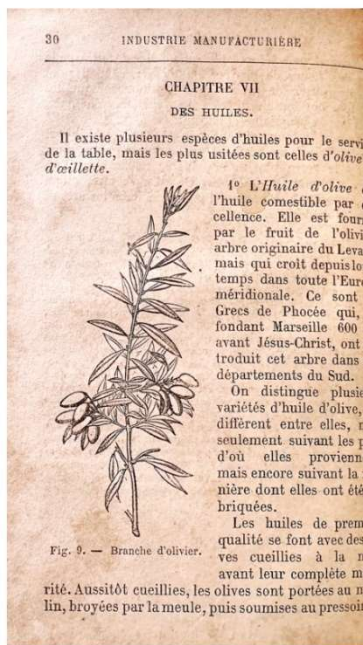 30 INDUSTRIE MANUFACTURIÈRE
CHAPITRE VII
DES HUILES.
Il existe plusieurs espèces d'huiles pour le servi
de la table, mais les plus usitées sont celles d'olive
d'œillette.
1º L'Huile d'olive
l'huile comestible par
cellence. Elle est four
par le fruit de l'olivi
arbre originaire du Leva
mais qui croit depuis lo
temps dans toute l'Euro
méridionale. Ce sont
Grecs de Phocée qui,
fondant Marseille 600
avant Jésus-Christ, ont
troduit cet arbre dans
départements du Sud.
On distingue plusie
variétés d'huile d'olive,
diffèrent entre elles, n
seulement suivant les p
d'où elles provienn
mais encore suivant la
nière dont elles ont été
briquées.
Les huiles de prem
qualité se font avec des
ves cueillies à la m
avant leur complète m
Fig. 9. — Branche d'olivier.
rité. Aussitôt cueillies, les olives sont portées au m
lin, broyées par la meule, puis soumises au pressoi